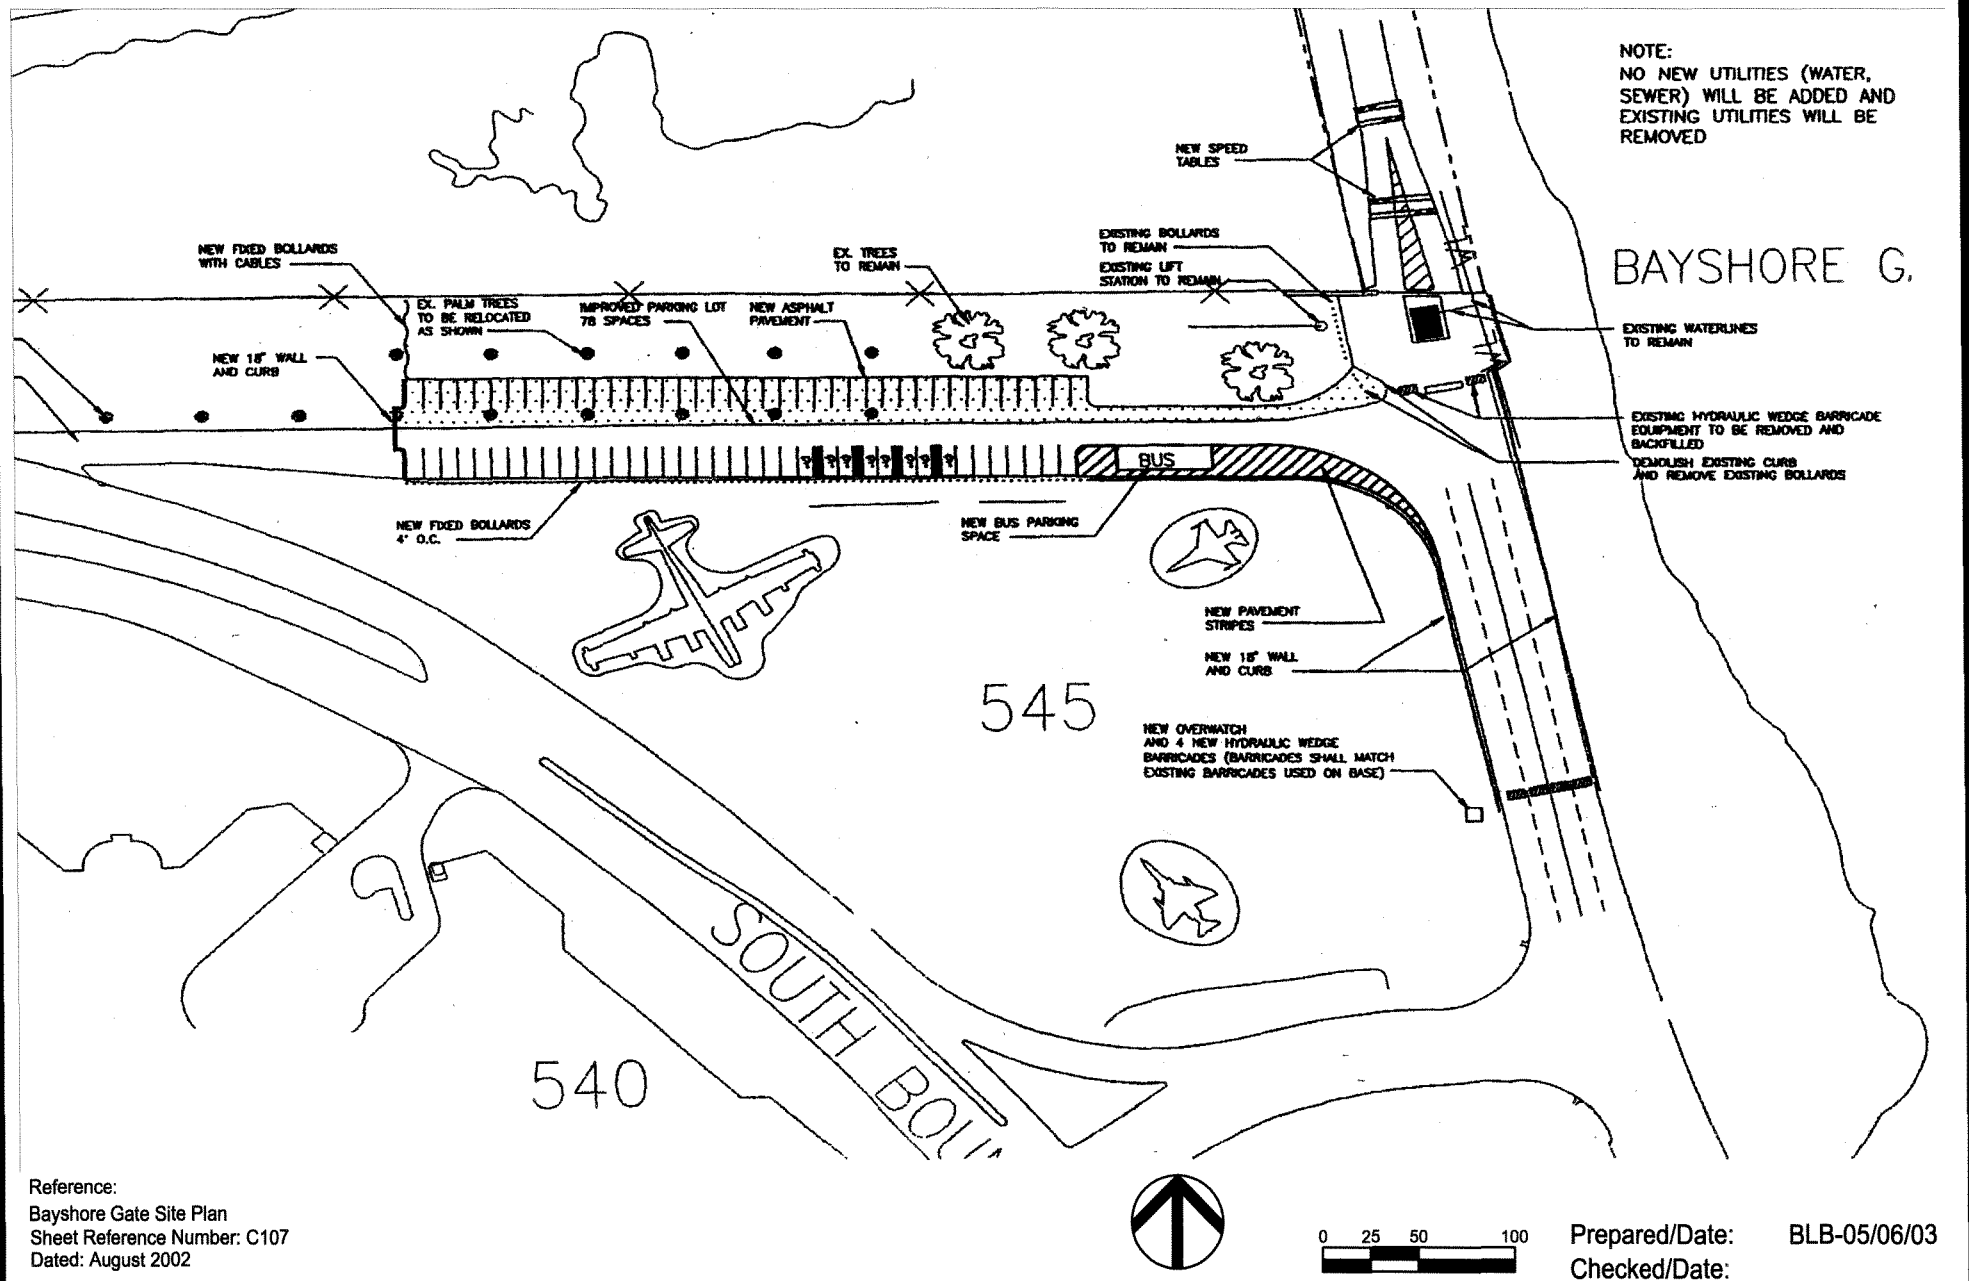 NOTE:
NO NEW UTILITIES (WATER,
SEWER) WILL BE ADDED AND
EXISTING UTILITIES WILL BE
REMOVED
NEW SPEED
TABLES
BAYSHORE G.
NEW FIXED BOLLARDS
WITH CABLES
EX. TREES
TO REMAIN
EXISTING BOLLARDS
TO REMAIN
EXISTING LIFT
STATION TO REMAIN
EX. PALM TREES
TO BE RELOCATED
AS SHOWN
IMPROVED PARKING LOT
78 SPACES
NEW ASPHALT
PAVEMENT
EXISTING WATERLINES
TO REMAIN
NEW 18" WALL
AND CURB
EXISTING HYDRAULIC WEDGE BARRICADE
EQUIPMENT TO BE REMOVED AND
BACKFILLED
DEMOLISH EXISTING CURB
AND REMOVE EXISTING BOLLARDS
BUS
NEW FIXED BOLLARDS
4' O.C.
NEW BUS PARKING
SPACE
NEW PAVEMENT
STRIPES
NEW 18" WALL
AND CURB
545
NEW OVERWATCH
AND 4 NEW HYDRAULIC WEDGE
BARRICADES (BARRICADES SHALL MATCH
EXISTING BARRICADES USED ON BASE)
SOUTH BOU
540
Reference:
Bayshore Gate Site Plan
Sheet Reference Number: C107
Dated: August 2002
0 25 50 100
Prepared/Date: BLB-05/06/03
Checked/Date: